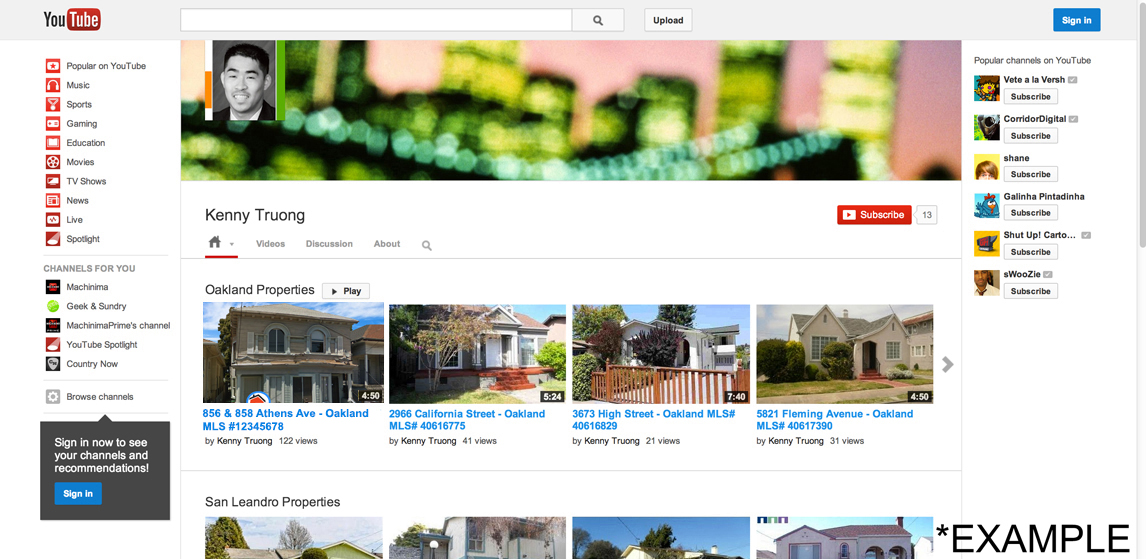 YouTube
Upload
Sign in
Popular on YouTube
Music
Sports
Gaming
Education
Movies
TV Shows
News
Live
Spotlight
CHANNELS FOR YOU
Machinima
Geek & Sundry
MachinimaPrime's channel
YouTube Spotlight
Country Now
Browse channels
Sign in now to see
your channels and
recommendations!
Sign in
Kenny Truong
Subscribe 13
Videos Discussion About
Oakland Properties Play
4:50
856 & 858 Athens Ave - Oakland
MLS #12345678
by Kenny Truong 122 views
5:24
2966 California Street - Oakland
MLS# 40616775
by Kenny Truong 41 views
7:40
3673 High Street - Oakland MLS#
40616829
by Kenny Truong 21 views
4:50
5821 Fleming Avenue - Oakland
MLS# 40617390
by Kenny Truong 31 views
San Leandro Properties
Popular channels on YouTube
Vete a la Versh
Subscribe
CorridorDigital
Subscribe
shane
Subscribe
Galinha Pintadinha
Subscribe
Shut Up! Carto...
Subscribe
sWooZie
Subscribe
*EXAMPLE